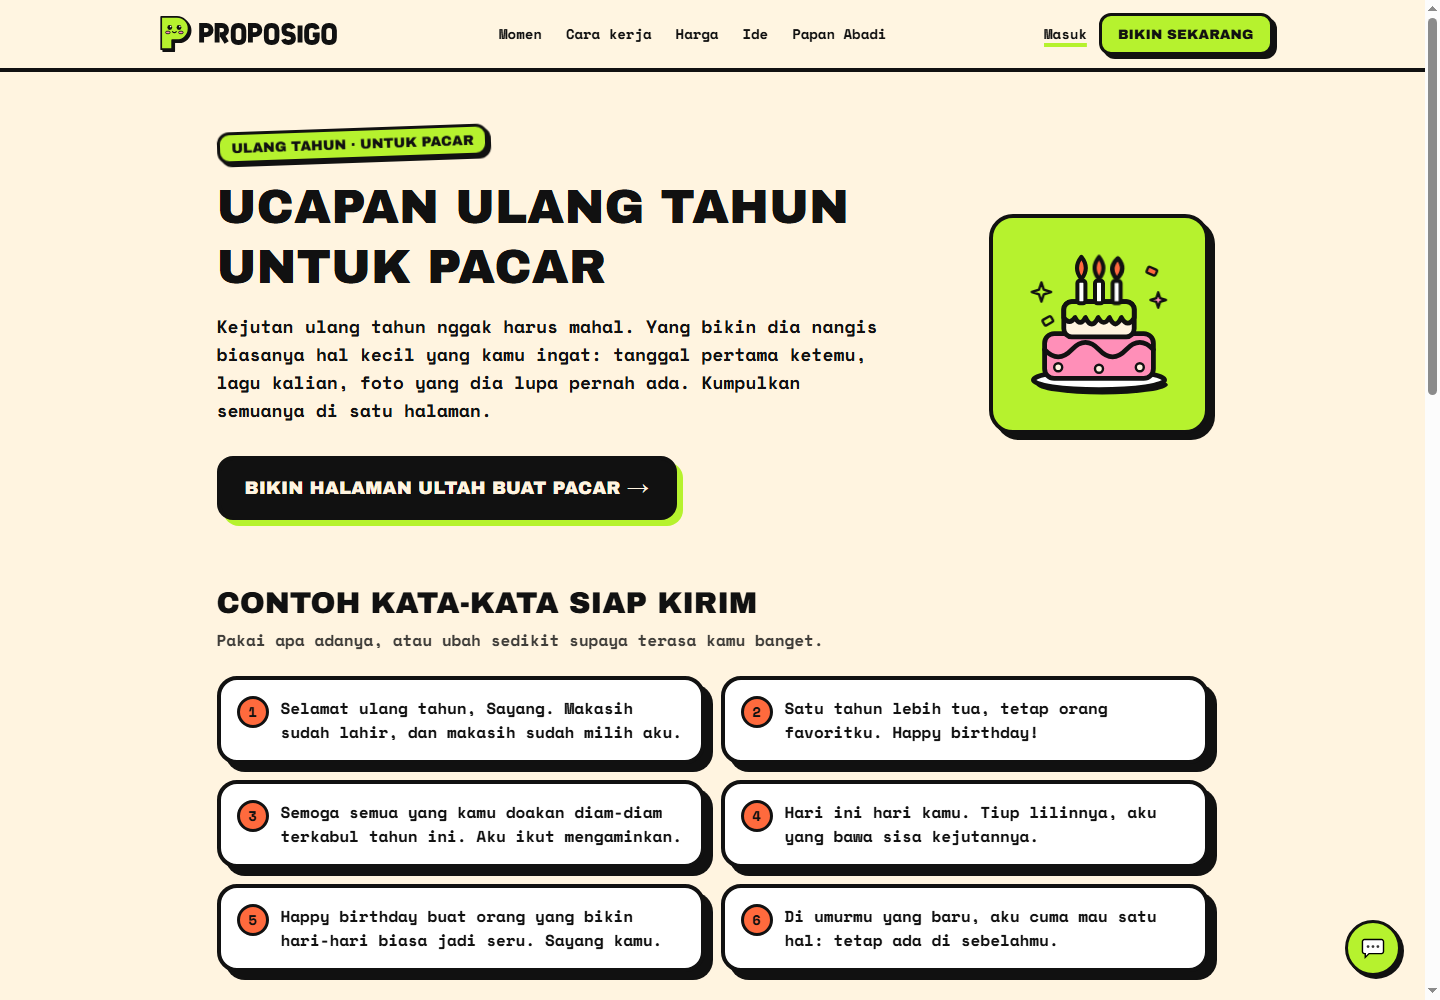 PROPOSIGO
Momen
Cara kerja
Harga
Ide
Papan Abadi
Masuk
BIKIN SEKARANG
ULANG TAHUN · UNTUK PACAR
UCAPAN ULANG TAHUN
UNTUK PACAR
Kejutan ulang tahun nggak harus mahal. Yang bikin dia nangis
biasanya hal kecil yang kamu ingat: tanggal pertama ketemu,
lagu kalian, foto yang dia lupa pernah ada. Kumpulkan
semuanya di satu halaman.
BIKIN HALAMAN ULTAH BUAT PACAR →
CONTOH KATA-KATA SIAP KIRIM
Pakai apa adanya, atau ubah sedikit supaya terasa kamu banget.
1
Selamat ulang tahun, Sayang. Makasih
sudah lahir, dan makasih sudah milih aku.
2
Satu tahun lebih tua, tetap orang
favoritku. Happy birthday!
3
Semoga semua yang kamu doakan diam-diam
terkabul tahun ini. Aku ikut mengaminkan.
4
Hari ini hari kamu. Tiup lilinnya, aku
yang bawa sisa kejutannya.
5
Happy birthday buat orang yang bikin
hari-hari biasa jadi seru. Sayang kamu.
6
Di umurmu yang baru, aku cuma mau satu
hal: tetap ada di sebelahmu.